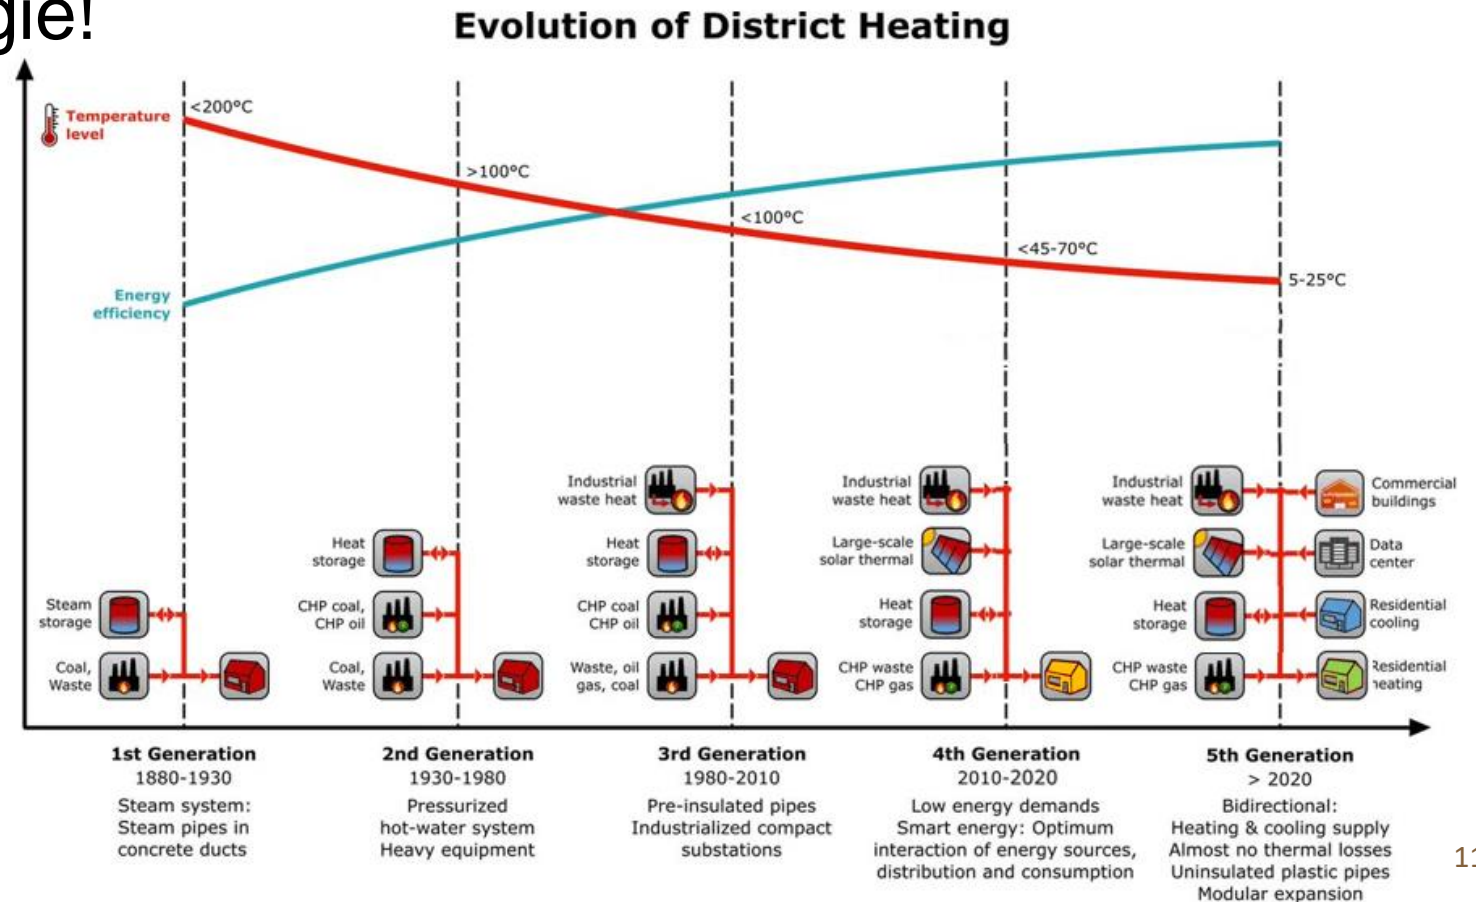 gie!
Evolution of District Heating
Temperature
level
<200°C
>100°C
<100°C
<45-70°C
5-25°C
Energy
efficiency
Steam
storage
Coal,
Waste
Heat
storage
CHP coal,
CHP oil
Coal,
Waste
Industrial
waste heat
Heat
storage
CHP coal
CHP oil
Waste, oil
gas, coal
Industrial
waste heat
Large-scale
solar thermal
Heat
storage
CHP waste
CHP gas
Industrial
waste heat
Large-scale
solar thermal
Heat
storage
CHP waste
CHP gas
Commercial
buildings
Data
center
Residential
cooling
Residential
heating
1st Generation
1880-1930
Steam system:
Steam pipes in
concrete ducts
2nd Generation
1930-1980
Pressurized
hot-water system
Heavy equipment
3rd Generation
1980-2010
Pre-insulated pipes
Industrialized compact
substations
4th Generation
2010-2020
Low energy demands
Smart energy: Optimum
interaction of energy sources,
distribution and consumption
5th Generation
> 2020
Bidirectional:
Heating & cooling supply
Almost no thermal losses
Uninsulated plastic pipes
Modular expansion
11